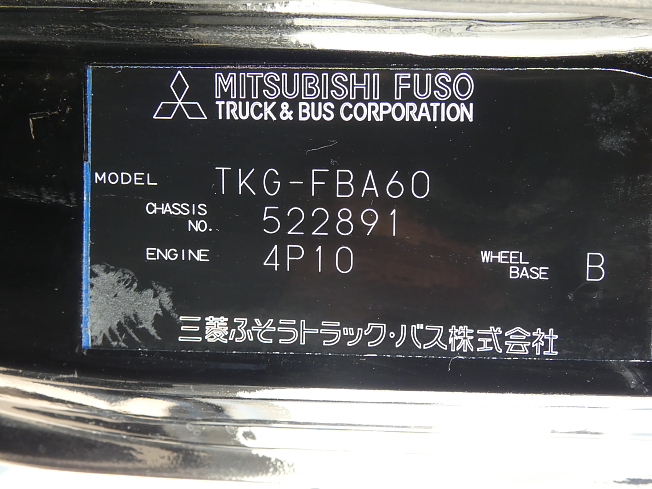 MITSUBISHI FUSO
TRUCK & BUS CORPORATION
MODEL TKG-FBA60
CHASSIS NO. 522891
ENGINE 4P10 WHEEL BASE B
三菱ふそうトラック・バス株式会社